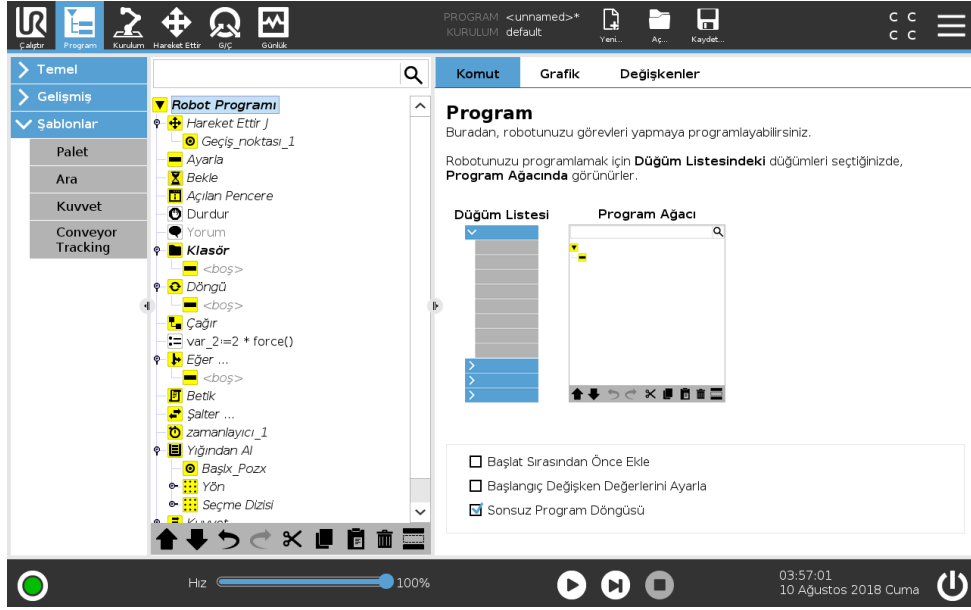 PROGRAM <unnamed>*
KURULUM default
Çalıştır
Program
Kurulum
Hareket Ettir
G/Ç
Günlük
Yeni...
Aç...
Kaydet...
C C
C C
Temel
Gelişmiş
Şablonlar
Palet
Ara
Kuvvet
Conveyor
Tracking
Robot Programı
Hareket Ettir J
Geçiş_noktası_1
Ayarla
Bekle
Açılan Pencere
Durdur
Yorum
Klasör
<boş>
Döngü
<boş>
Çağır
var_2:=2 * force()
Eğer ...
<boş>
Betik
Şalter ...
zamanlayıcı_1
Yığından Al
Başlx_Pozx
Yön
Seçme Dizisi
Kuvvet
Komut
Grafik
Değişkenler
Program
Buradan, robotunuzu görevleri yapmaya programlayabilirsiniz.
Robotunuzu programlamak için Düğüm Listesindeki düğümleri seçtiğinizde,
Program Ağacında görünürler.
Düğüm Listesi
Program Ağacı
Başlat Sırasından Önce Ekle
Başlangıç Değişken Değerlerini Ayarla
Sonsuz Program Döngüsü
Hız
100%
03:57:01
10 Ağustos 2018 Cuma